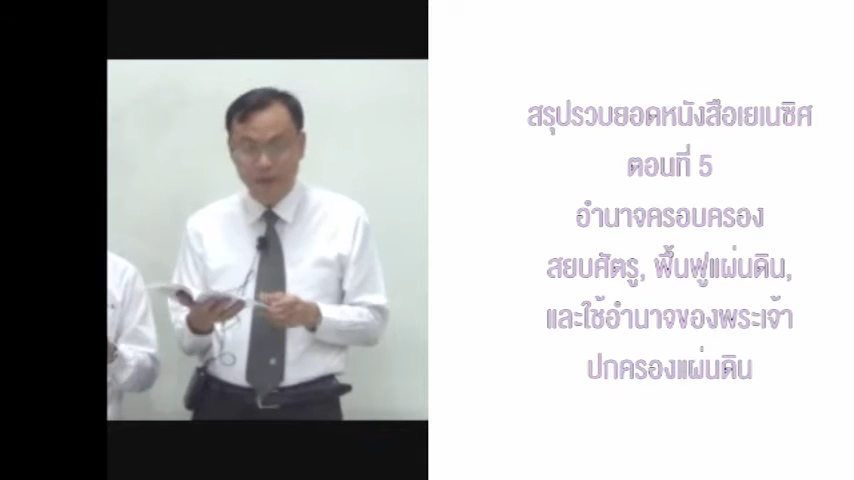 สรุปรวบยอดหนังสือเยเนซิศ
ตอนที่ 5
อำนาจครอบครอง
สยบศัตรู, ฟื้นฟูแผ่นดิน,
และใช้อำนาจของพระเจ้า
ปกครองแผ่นดิน